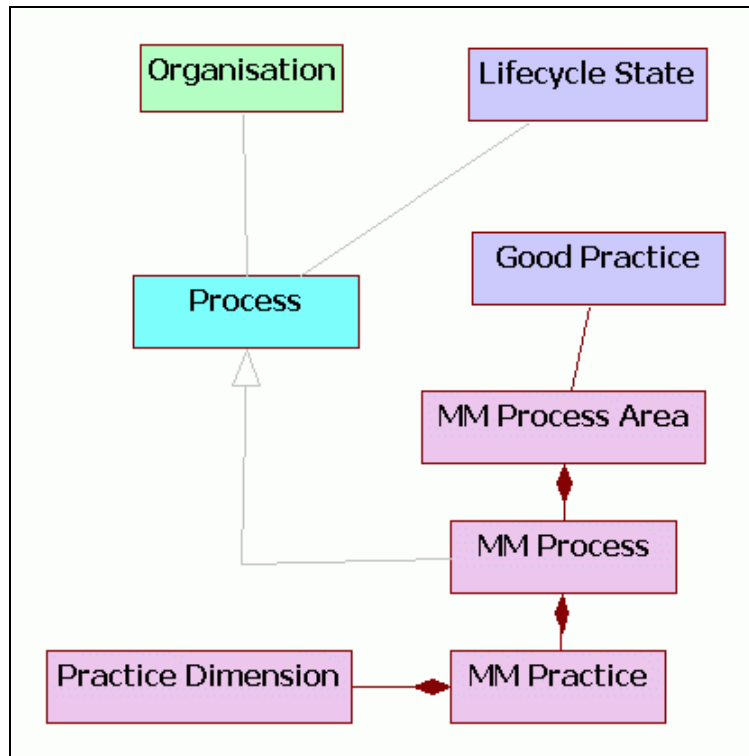 Organisation
Lifecycle State
Good Practice
Process
MM Process Area
MM Process
Practice Dimension
MM Practice